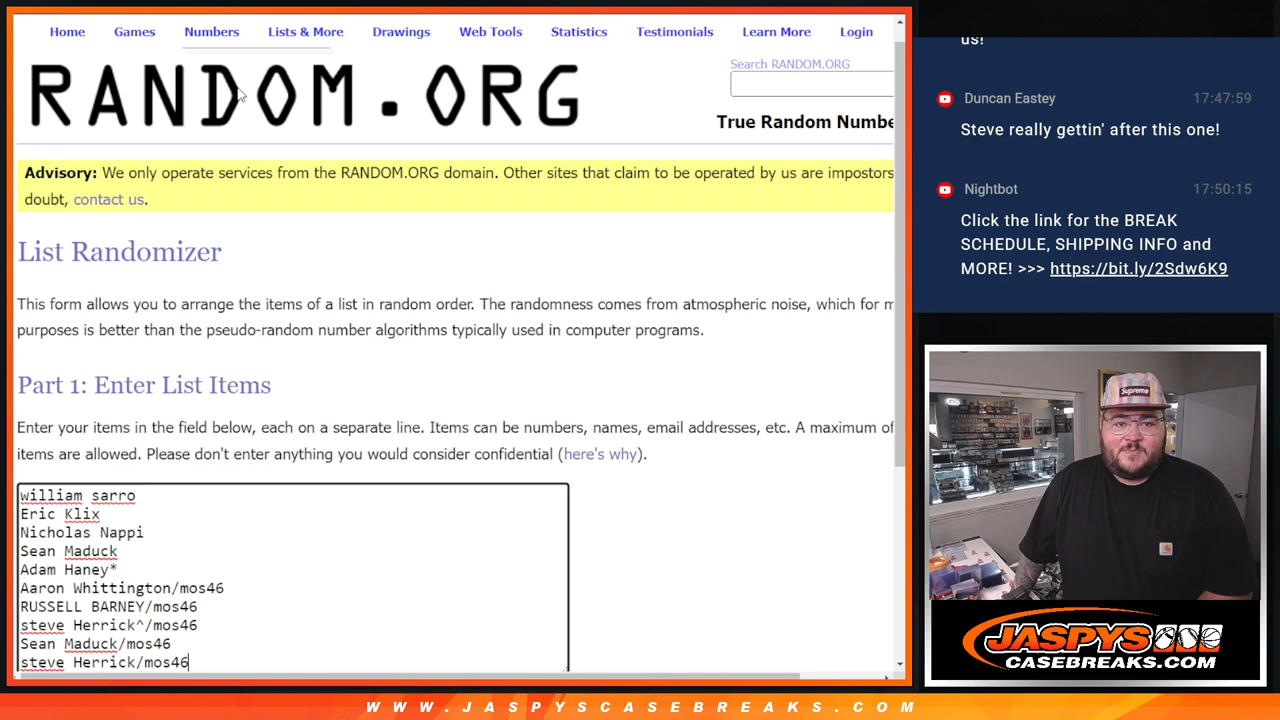 Home Games Numbers Lists & More Drawings Web Tools Statistics Testimonials Learn More Login
RANDOM.ORG
Search RANDOM.ORG
True Random Numbe
Advisory: We only operate services from the RANDOM.ORG domain. Other sites that claim to be operated by us are impostors
doubt, contact us.
List Randomizer
This form allows you to arrange the items of a list in random order. The randomness comes from atmospheric noise, which for m
purposes is better than the pseudo-random number algorithms typically used in computer programs.
Part 1: Enter List Items
Enter your items in the field below, each on a separate line. Items can be numbers, names, email addresses, etc. A maximum of
items are allowed. Please don't enter anything you would consider confidential (here's why).
william sarro
Eric Klix
Nicholas Nappi
Sean Maduck
Adam Haney*
Aaron Whittington/mos46
RUSSELL BARNEY/mos46
steve Herrick^/mos46
Sean Maduck/mos46
steve Herrick/mos46
us!
Duncan Eastey 17:47:59
Steve really gettin' after this one!
Nightbot 17:50:15
Click the link for the BREAK
SCHEDULE, SHIPPING INFO and
MORE! >>> https://bit.ly/2Sdw6K9
Supreme
JASPYS
CASEBREAKS.COM
WWW.JASPYSCASEBREAKS.COM